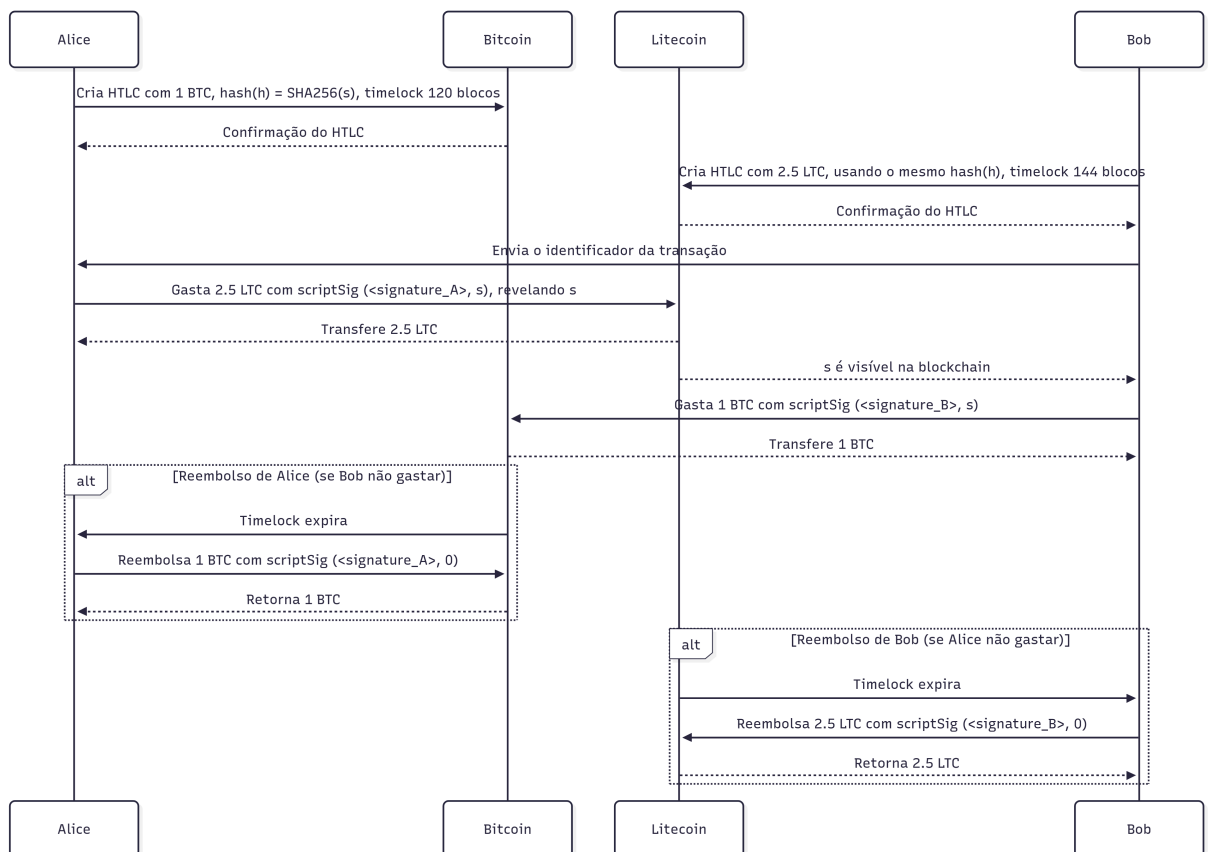 Alice
Bitcoin
Litecoin
Bob
Cria HTLC com 1 BTC, hash(h) = SHA256(s), timelock 120 blocos
Confirmação do HTLC
Cria HTLC com 2.5 LTC, usando o mesmo hash(h), timelock 144 blocos
Confirmação do HTLC
Envia o identificador da transação
Gasta 2.5 LTC com scriptSig (<signature_A>, s), revelando s
Transfere 2.5 LTC
s é visível na blockchain
Gasta 1 BTC com scriptSig (<signature_B>, s)
Transfere 1 BTC
alt
[Reembolso de Alice (se Bob não gastar)]
Timelock expira
Reembolsa 1 BTC com scriptSig (<signature_A>, 0)
Retorna 1 BTC
alt
[Reembolso de Bob (se Alice não gastar)]
Timelock expira
Reembolsa 2.5 LTC com scriptSig (<signature_B>, 0)
Retorna 2.5 LTC
Alice
Bitcoin
Litecoin
Bob